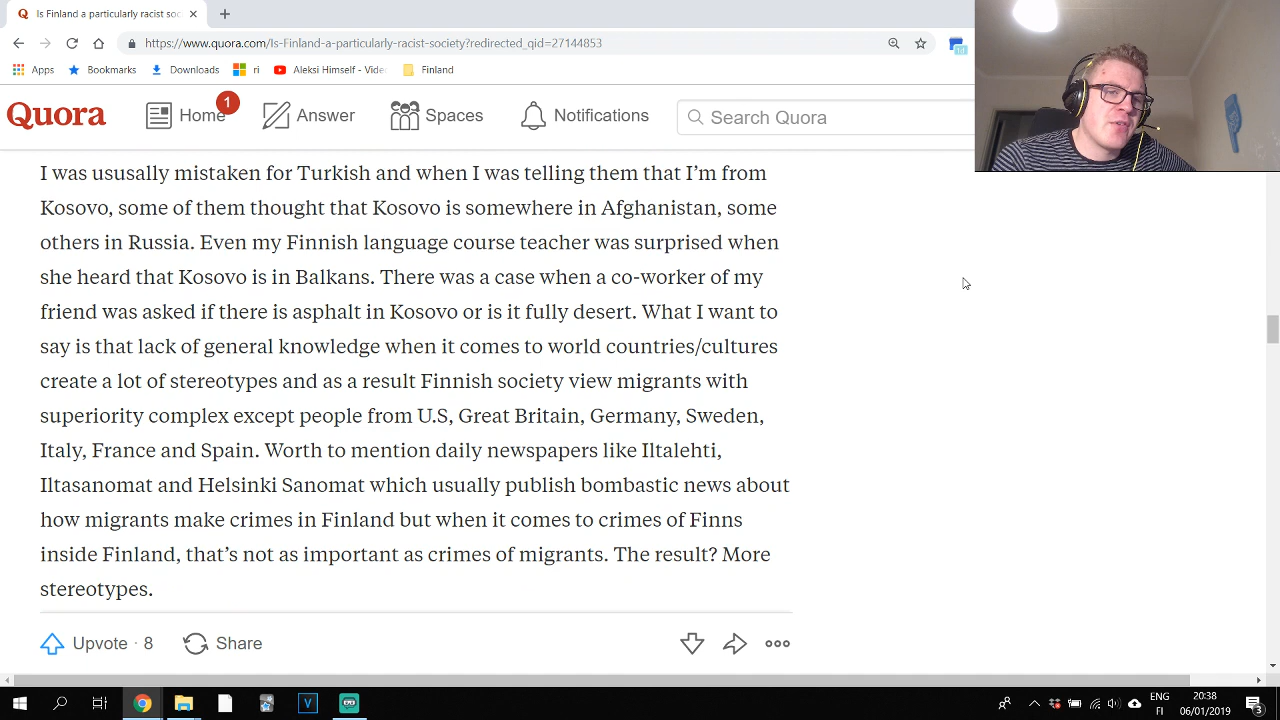 Is Finland a particularly racist soc
https://www.quora.com/Is-Finland-a-particularly-racist-society?redirected_qid=27144853
Apps
Bookmarks
Downloads
ri
Aleksi Himself - Vide
Finland
Quora
Home
1
Answer
Spaces
Notifications
Search Quora
I was ususally mistaken for Turkish and when I was telling them that I’m from
Kosovo, some of them thought that Kosovo is somewhere in Afghanistan, some
others in Russia. Even my Finnish language course teacher was surprised when
she heard that Kosovo is in Balkans. There was a case when a co-worker of my
friend was asked if there is asphalt in Kosovo or is it fully desert. What I want to
say is that lack of general knowledge when it comes to world countries/cultures
create a lot of stereotypes and as a result Finnish society view migrants with
superiority complex except people from U.S, Great Britain, Germany, Sweden,
Italy, France and Spain. Worth to mention daily newspapers like Iltalehti,
Iltasanomat and Helsinki Sanomat which usually publish bombastic news about
how migrants make crimes in Finland but when it comes to crimes of Finns
inside Finland, that’s not as important as crimes of migrants. The result? More
stereotypes.
Upvote · 8
Share
ENG
FI
20:38
06/01/2019
3